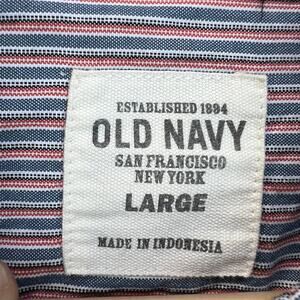 ESTABLISHED 1994
OLD NAVY
SAN FRANCISCO
NEW YORK
LARGE
MADE IN INDONESIA